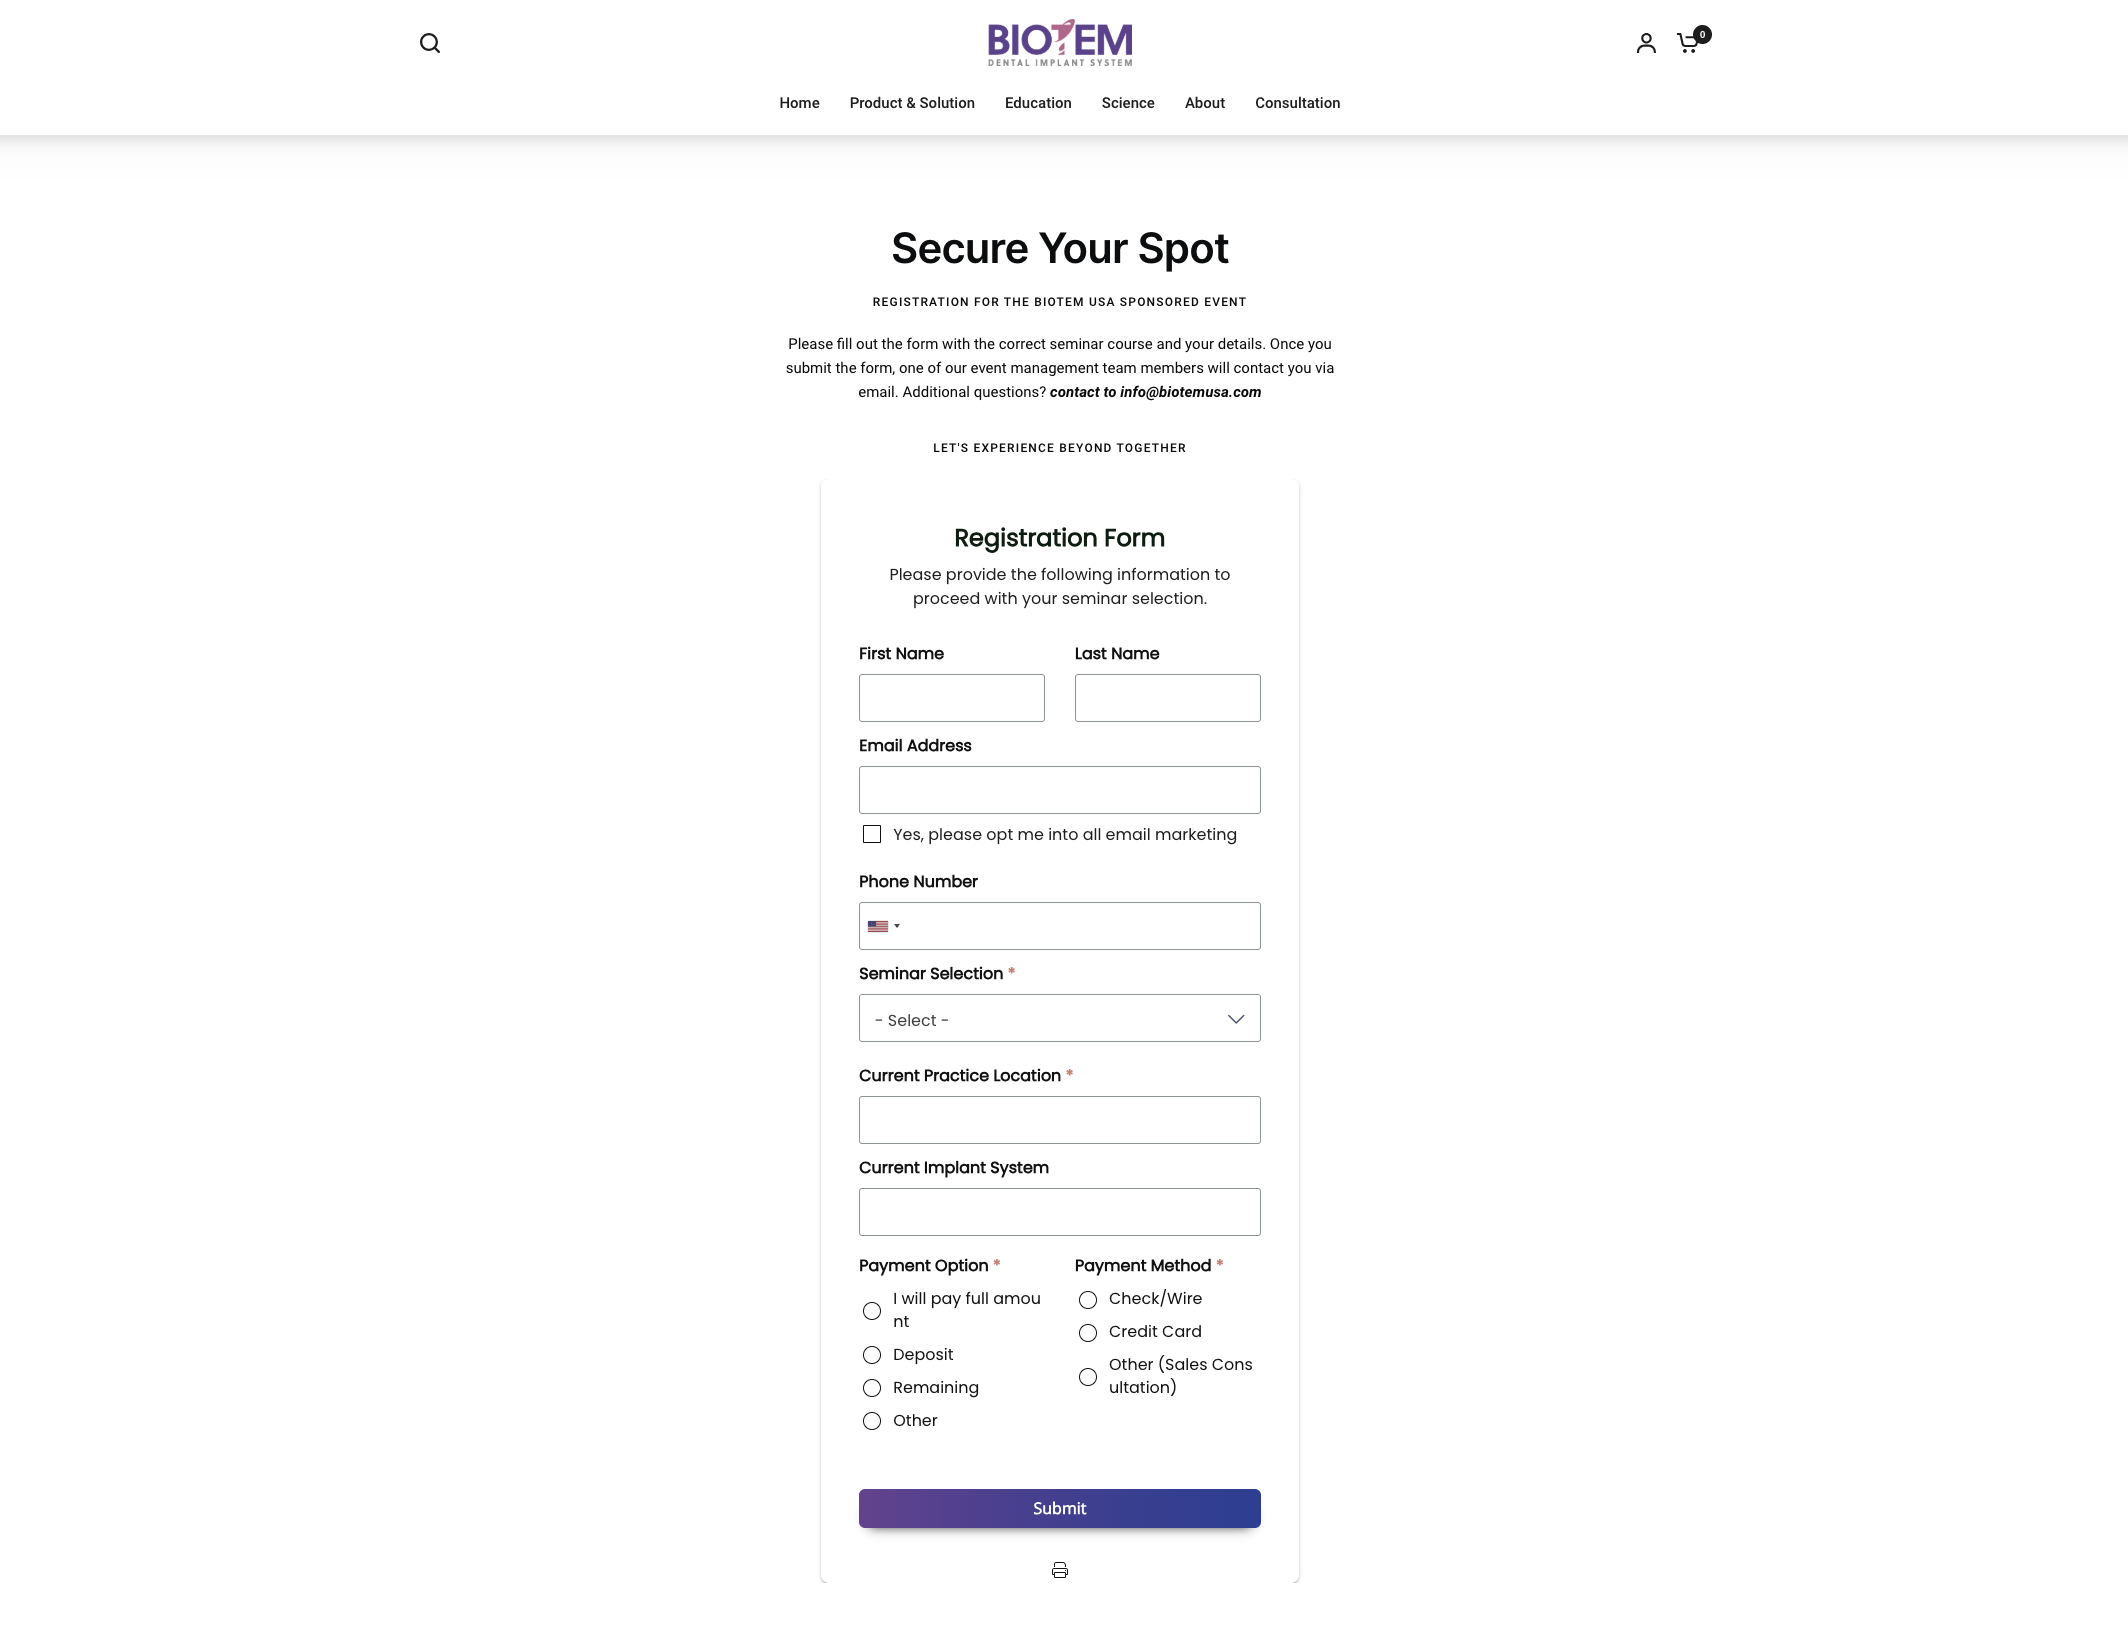 BIOTEM
DENTAL IMPLANT SYSTEM
0
Home Product & Solution Education Science About Consultation
Secure Your Spot
REGISTRATION FOR THE BIOTEM USA SPONSORED EVENT
Please fill out the form with the correct seminar course and your details. Once you
submit the form, one of our event management team members will contact you via
email. Additional questions? contact to info@biotemusa.com
LET'S EXPERIENCE BEYOND TOGETHER
Registration Form
Please provide the following information to
proceed with your seminar selection.
First Name Last Name
Email Address
Yes, please opt me into all email marketing
Phone Number
Seminar Selection *
- Select -
Current Practice Location *
Current Implant System
Payment Option *
I will pay full amou
nt
Deposit
Remaining
Other
Payment Method *
Check/Wire
Credit Card
Other (Sales Cons
ultation)
Submit